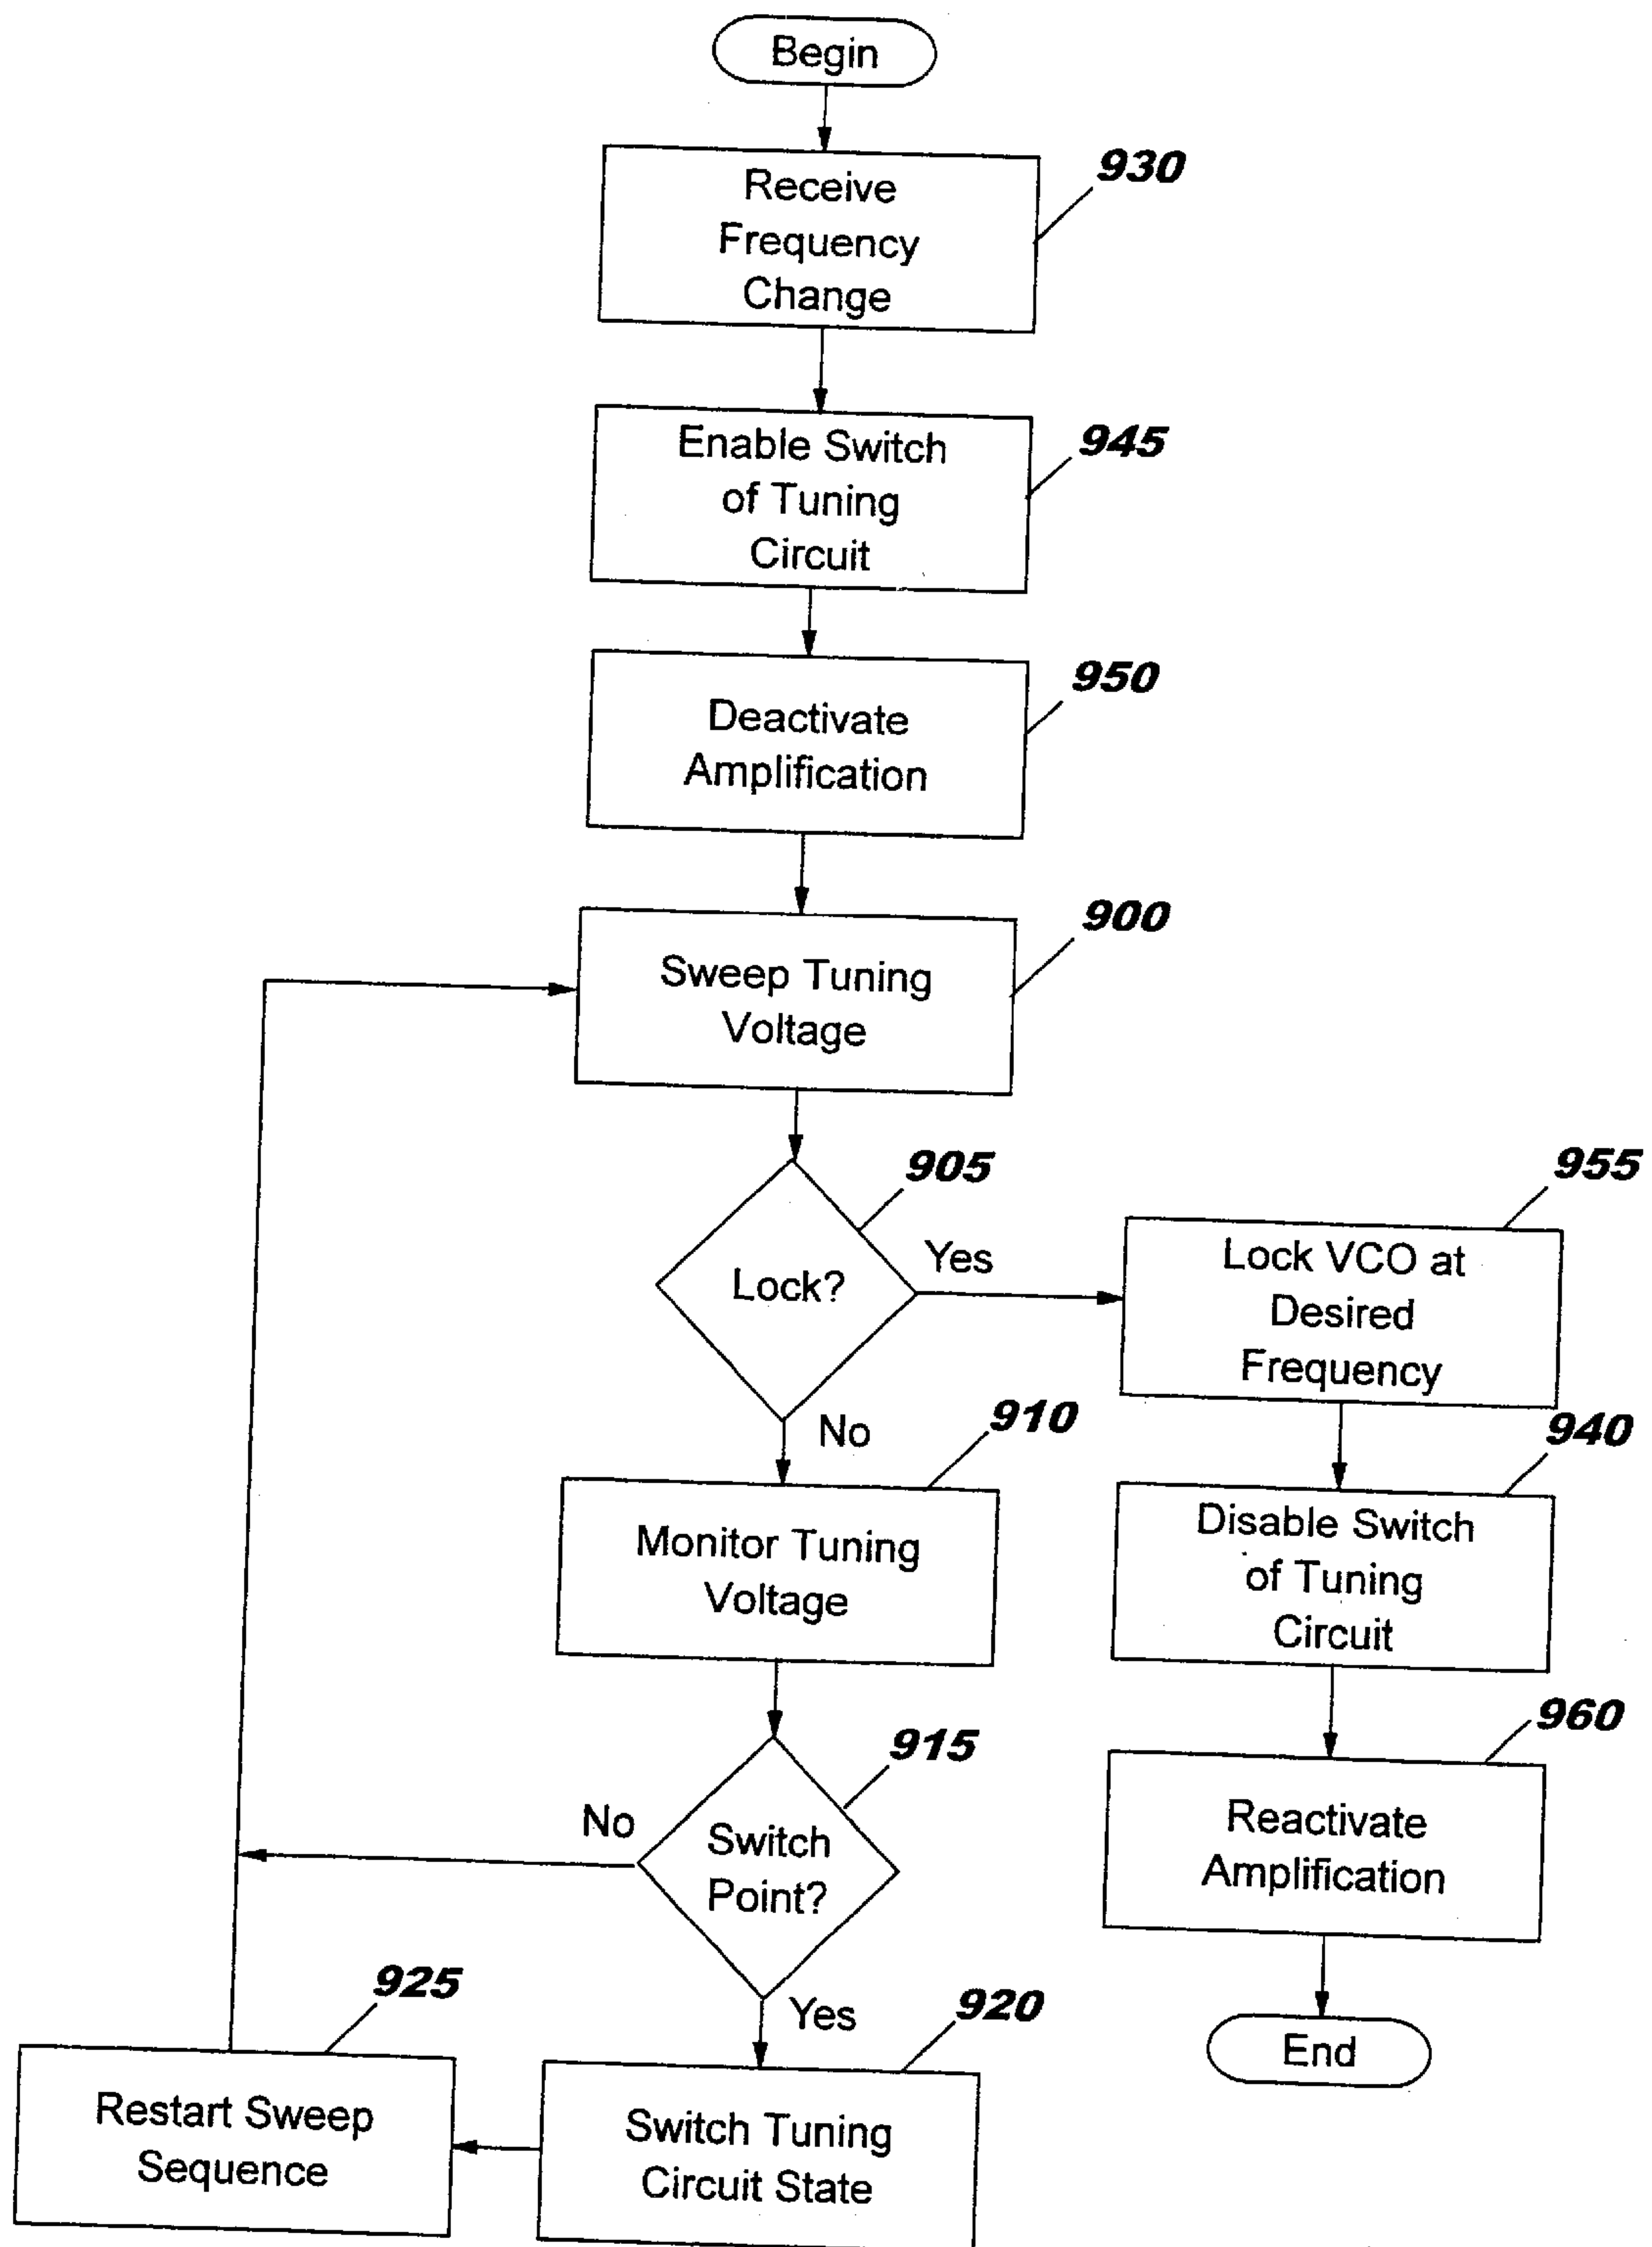 Begin
930
Receive
Frequency
Change
945
Enable Switch
of Tuning
Circuit
950
Deactivate
Amplification
900
Sweep Tuning
Voltage
905
Lock?
Yes
No
955
Lock VCO at
Desired
Frequency
910
Monitor Tuning
Voltage
940
Disable Switch
of Tuning
Circuit
915
Switch
Point?
No
Yes
960
Reactivate
Amplification
End
920
Switch Tuning
Circuit State
925
Restart Sweep
Sequence